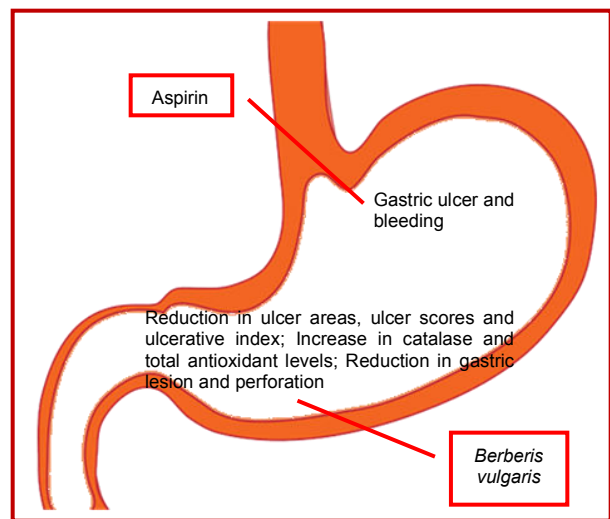 Aspirin
Gastric ulcer and
bleeding
Reduction in ulcer areas, ulcer scores and
ulcerative index; Increase in catalase and
total antioxidant levels; Reduction in gastric
lesion and perforation
Berberis
vulgaris